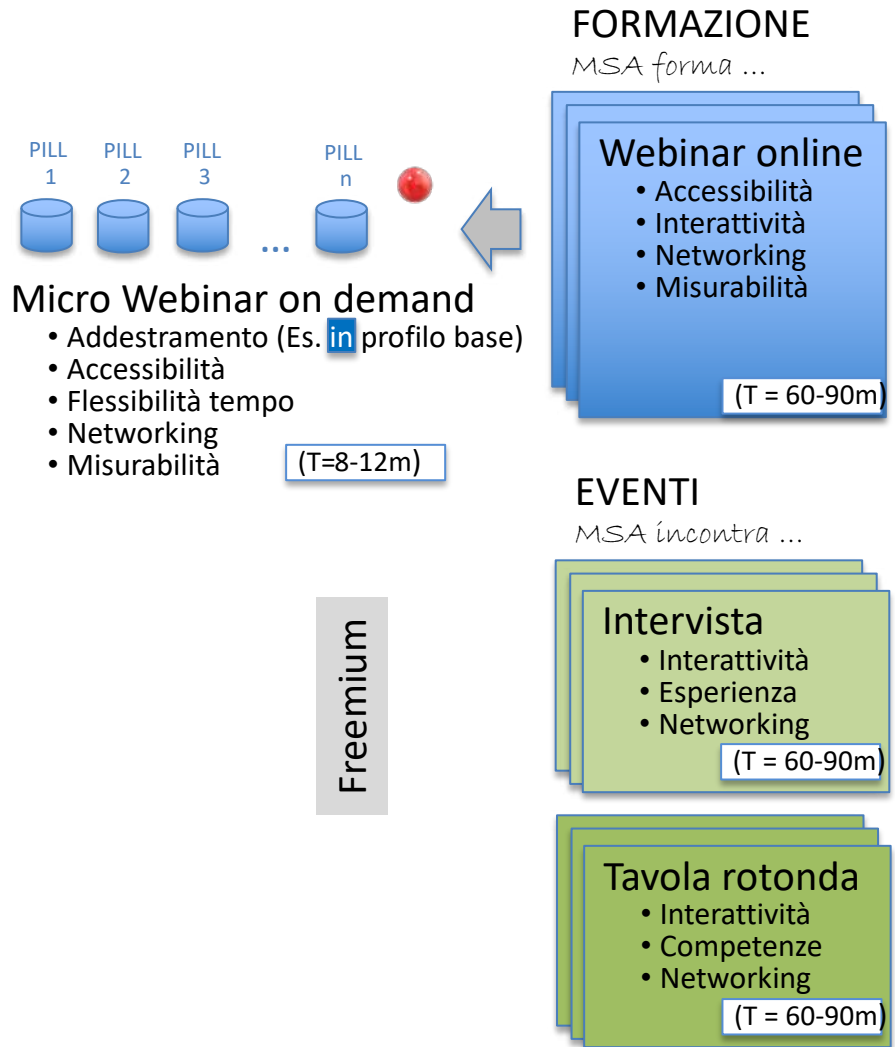 FORMAZIONE
MSA forma ...
Webinar online
• Accessibilità
• Interattività
• Networking
• Misurabilità
(T = 60-90m)
PILL 1
PILL 2
PILL 3
...
PILL n
Micro Webinar on demand
• Addestramento (Es. in profilo base)
• Accessibilità
• Flessibilità tempo
• Networking
• Misurabilità
(T=8-12m)
Freemium
EVENTI
MSA incontra ...
Intervista
• Interattività
• Esperienza
• Networking
(T = 60-90m)
Tavola rotonda
• Interattività
• Competenze
• Networking
(T = 60-90m)